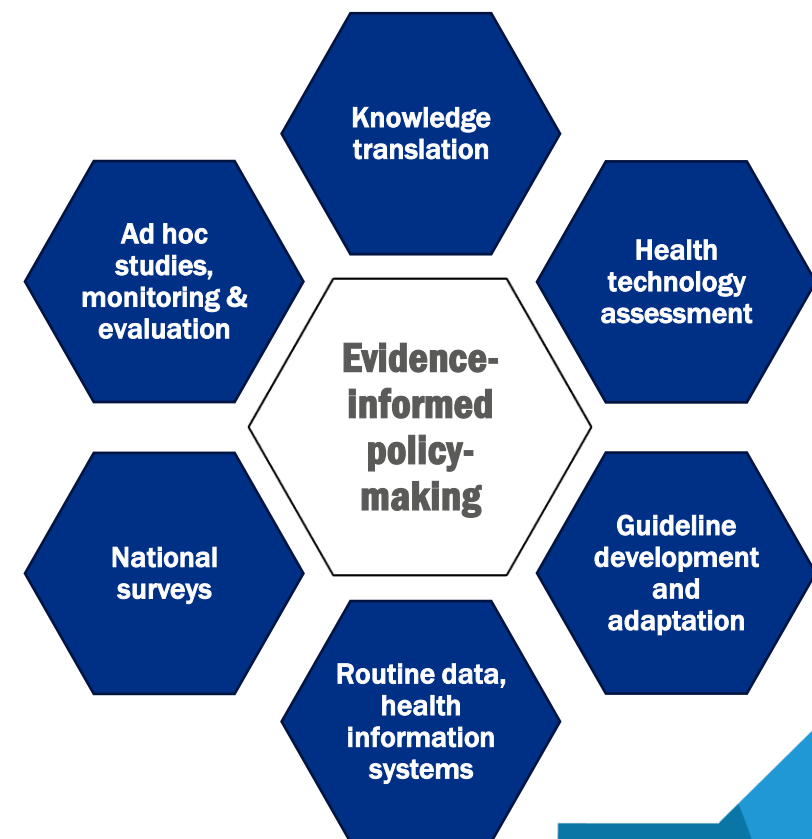 Knowledge
translation
Ad hoc
studies,
monitoring &
evaluation
Health
technology
assessment
Evidence-
informed
policy-
making
National
surveys
Guideline
development
and
adaptation
Routine data,
health
information
systems